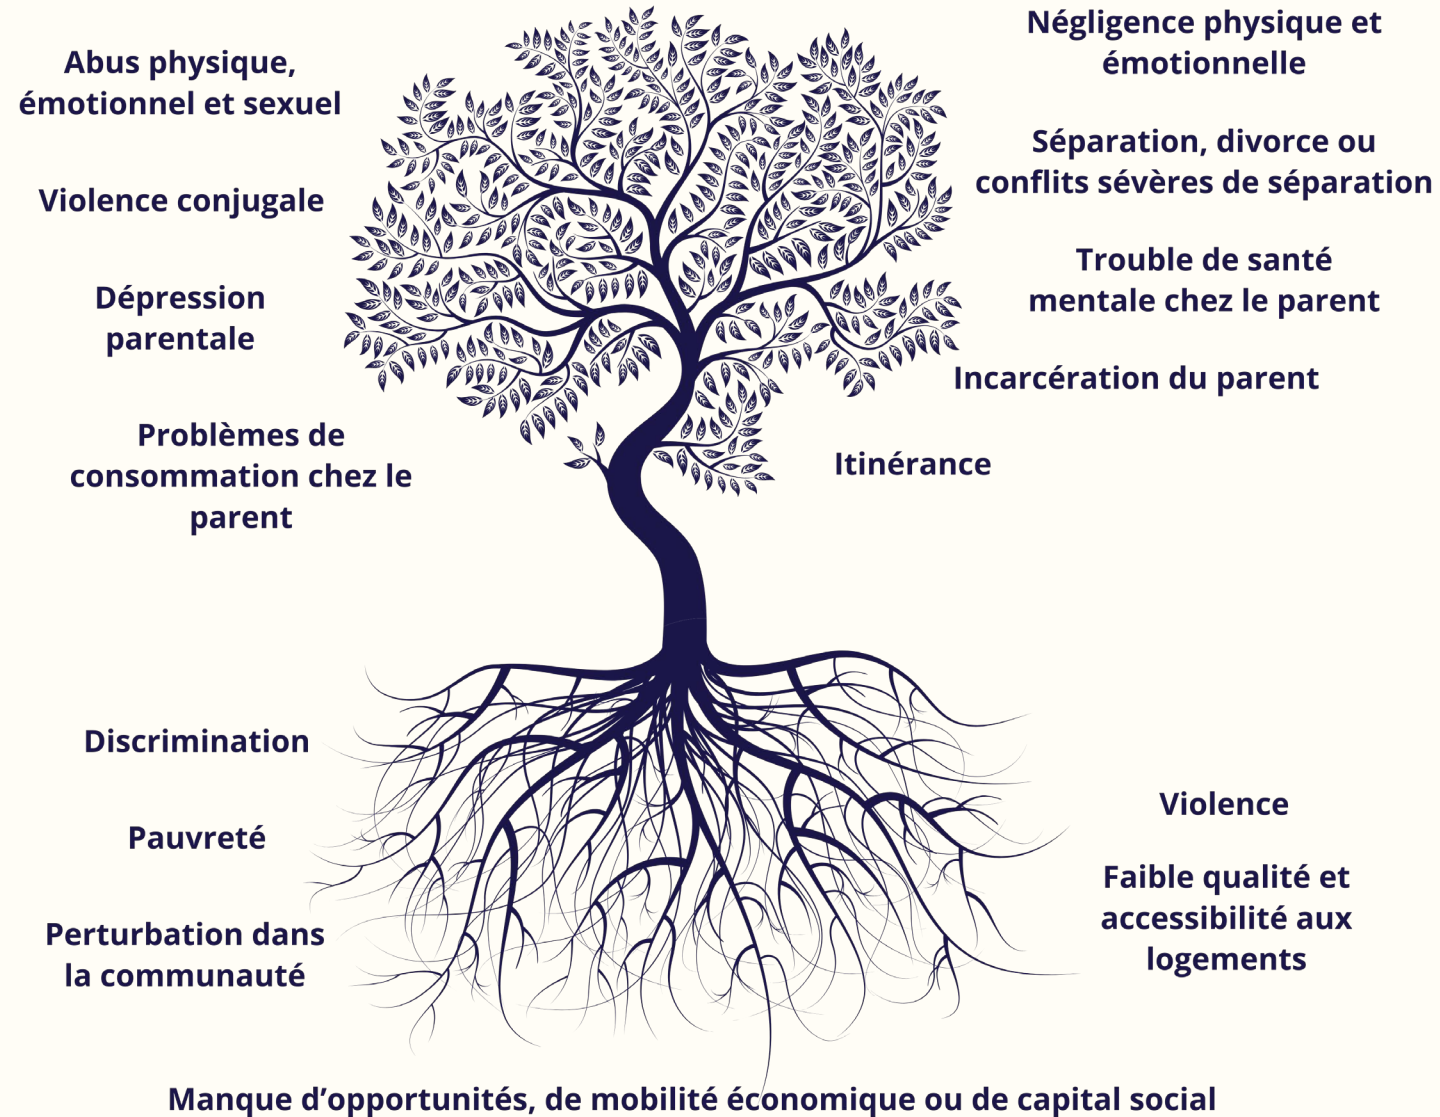 Abus physique,
émotionnel et sexuel
Violence conjugale
Dépression
parentale
Problèmes de
consommation chez le
parent
Négligence physique et
émotionnelle
Séparation, divorce ou
conflits sévères de séparation
Trouble de santé
mentale chez le parent
Incarcération du parent
Itinérance
Discrimination
Pauvreté
Perturbation dans
la communauté
Violence
Faible qualité et
accessibilité aux
logements
Manque d’opportunités, de mobilité économique ou de capital social